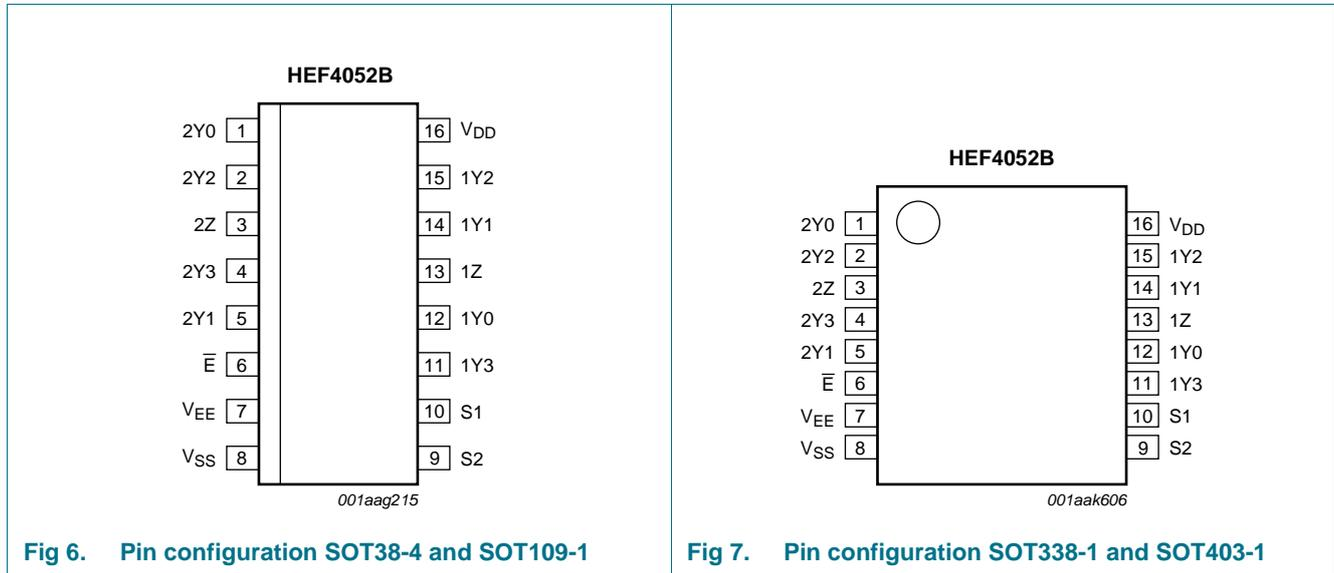 HEF4052B
2Y0 1 16 VDD
2Y2 2 15 1Y2
2Z 3 14 1Y1
2Y3 4 13 1Z
2Y1 5 12 1Y0
E̅ 6 11 1Y3
VEE 7 10 S1
VSS 8 9 S2
001aag215
Fig 6. Pin configuration SOT38-4 and SOT109-1
HEF4052B
2Y0 1 16 VDD
2Y2 2 15 1Y2
2Z 3 14 1Y1
2Y3 4 13 1Z
2Y1 5 12 1Y0
E̅ 6 11 1Y3
VEE 7 10 S1
VSS 8 9 S2
001aak606
Fig 7. Pin configuration SOT338-1 and SOT403-1